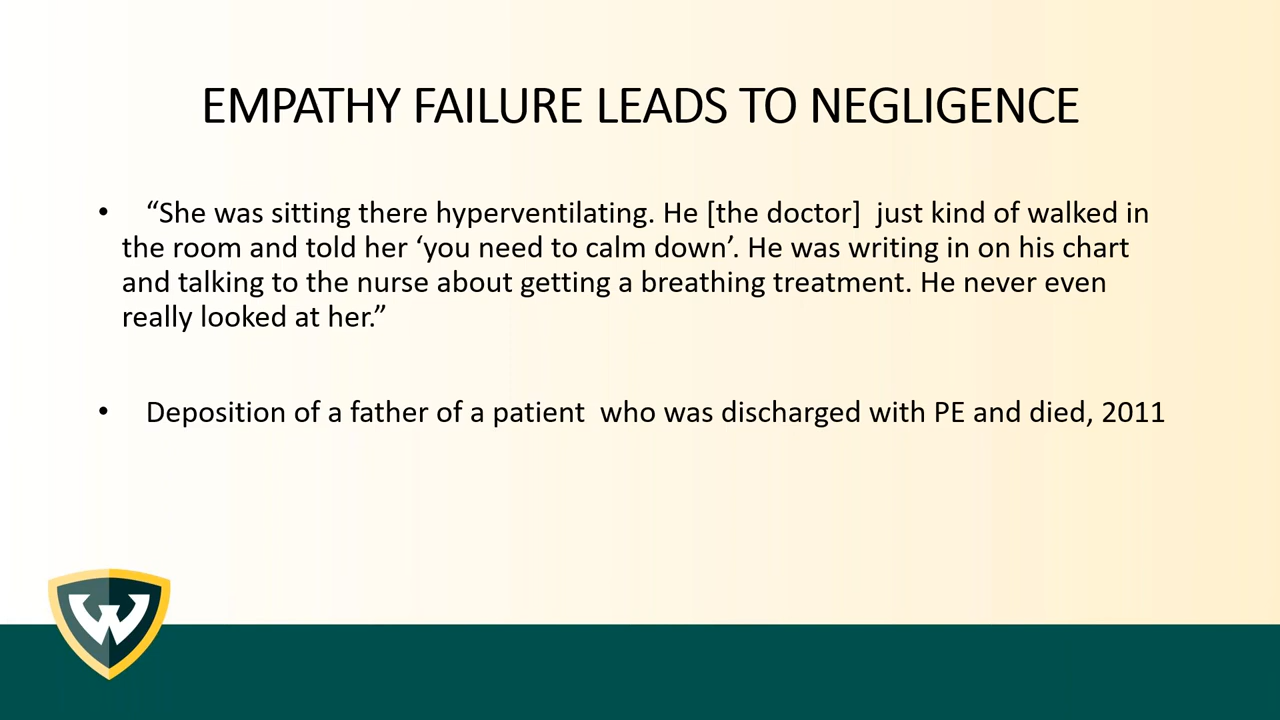 EMPATHY FAILURE LEADS TO NEGLIGENCE
• “She was sitting there hyperventilating. He [the doctor]  just kind of walked in
the room and told her ‘you need to calm down’. He was writing in on his chart
and talking to the nurse about getting a breathing treatment. He never even
really looked at her.”
• Deposition of a father of a patient  who was discharged with PE and died, 2011
W